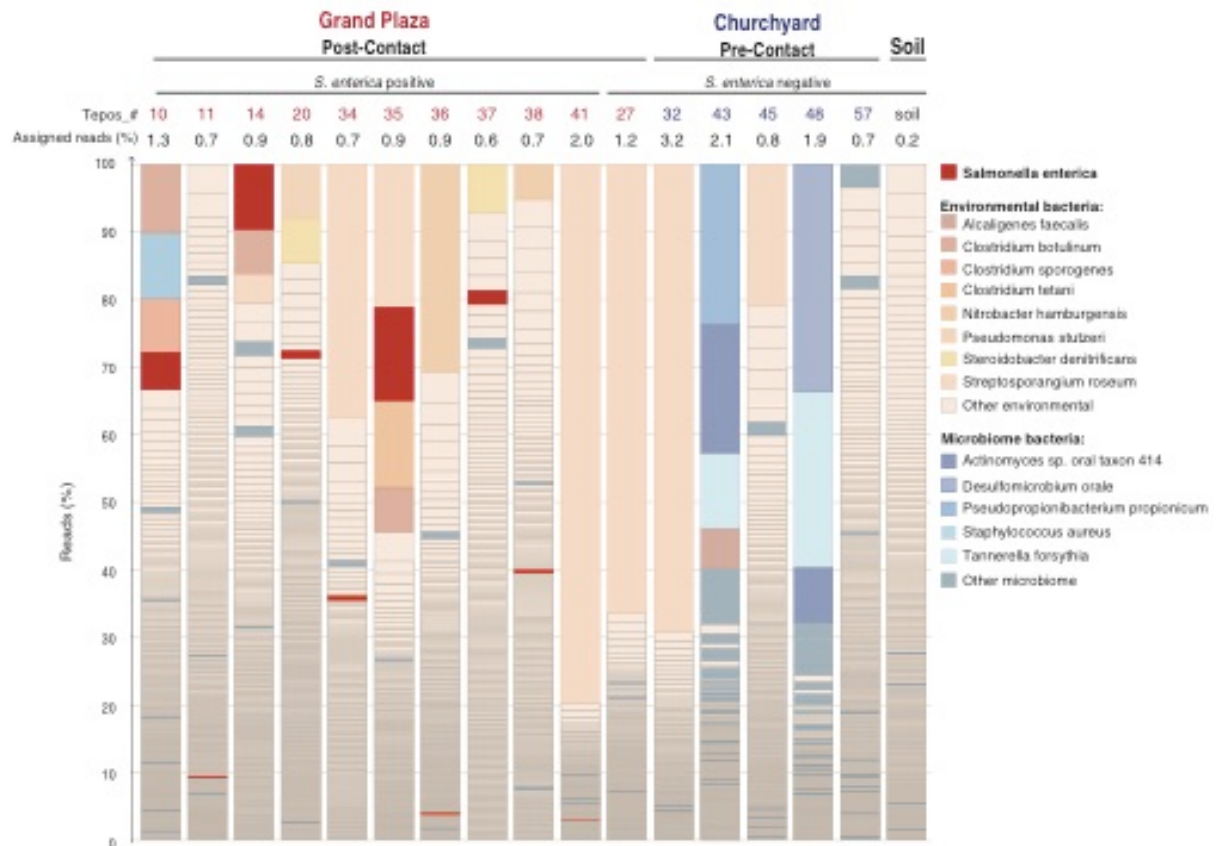 Grand Plaza
Post-Contact
Churchyard
Pre-Contact
Soil
S. enterica positive
S. enterica negative
Tepos_# 10 11 14 20 34 35 36 37 38 41 27 32 43 45 48 57 soil
Assigned reads (%) 1.3 0.7 0.9 0.8 0.7 0.9 0.9 0.6 0.7 2.0 1.2 3.2 2.1 0.8 1.9 0.7 0.2
100
90
80
70
60
50
40
30
20
10
0
Reads (%)
Salmonella enterica
Environmental bacteria:
Alcaligenes faecalis
Clostridium botulinum
Clostridium sporogenes
Clostridium tetani
Nitrobacter hamburgensis
Pseudomonas stutzeri
Steroidobacter denitrificans
Streptosporangium roseum
Other environmental
Microbiome bacteria:
Actinomyces sp. oral taxon 414
Desulfomicrobium orale
Pseudopropionibacterium propionicum
Staphylococcus aureus
Tannerella forsythia
Other microbiome